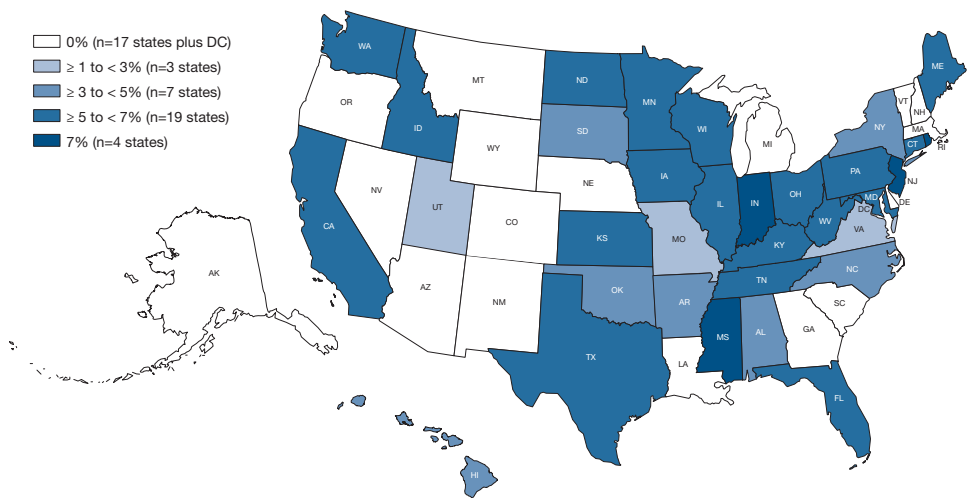 0% (n=17 states plus DC)
≥ 1 to < 3% (n=3 states)
≥ 3 to < 5% (n=7 states)
≥ 5 to < 7% (n=19 states)
7% (n=4 states)
WA
ME
MT
ND
VT
NH
OR
MN
ID
SD
WI
NY
MA
CT
RI
WY
MI
IA
PA
NJ
NE
OH
NV
UT
IL
IN
MD
DE
DC
CO
WV
CA
KS
MO
VA
KY
NC
TN
AK
AZ
NM
OK
AR
SC
MS
AL
GA
TX
LA
FL
HI